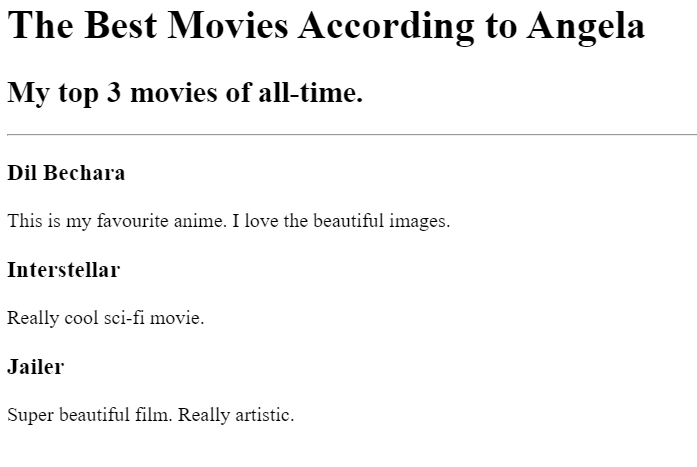 The Best Movies According to Angela
My top 3 movies of all-time.
Dil Bechara
This is my favourite anime. I love the beautiful images.
Interstellar
Really cool sci-fi movie.
Jailer
Super beautiful film. Really artistic.